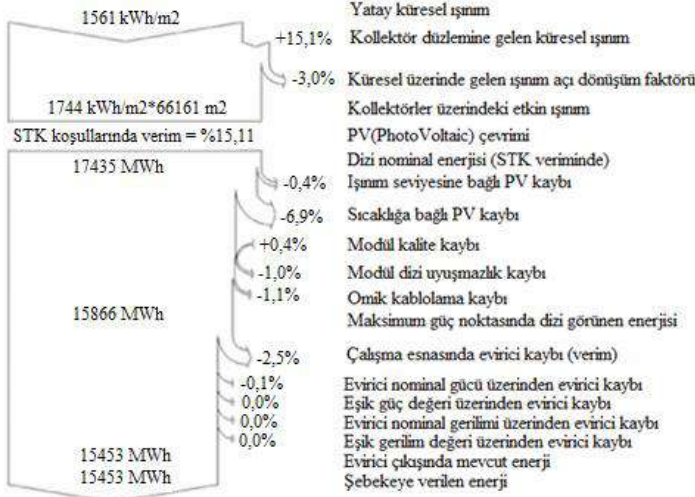 Yatay küresel ışınım
1561 kWh/m2
+15,1% Kollektör düzlemine gelen küresel ışınım
-3,0% Küresel üzerinde gelen ışınım açı dönüşüm faktörü
1744 kWh/m2*66161 m2 Kollektörler üzerindeki etkin ışınım
STK koşullarında verim = %15,11 PV(PhotoVoltaic) çevrimi
Dizi nominal enerjisi (STK veriminde)
17435 MWh
-0,4% Işınım seviyesine bağlı PV kaybı
-6,9% Sıcaklığa bağlı PV kaybı
+0,4% Modül kalite kaybı
-1,0% Modül dizi uyuşmazlık kaybı
-1,1% Omik kablolama kaybı
15866 MWh Maksimum güç noktasında dizi görünen enerjisi
-2,5% Çalışma esnasında evirici kaybı (verim)
-0,1% Evirici nominal gücü üzerinden evirici kaybı
0,0% Eşik güç değeri üzerinden evirici kaybı
0,0% Evirici nominal gerilimi üzerinden evirici kaybı
0,0% Eşik gerilim değeri üzerinden evirici kaybı
15453 MWh Evirici çıkışında mevcut enerji
15453 MWh Şebekeye verilen enerji